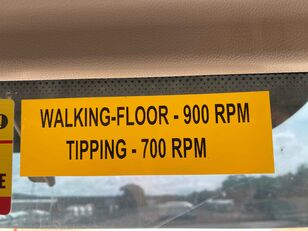 WALKING-FLOOR - 900 RPM
TIPPING - 700 RPM